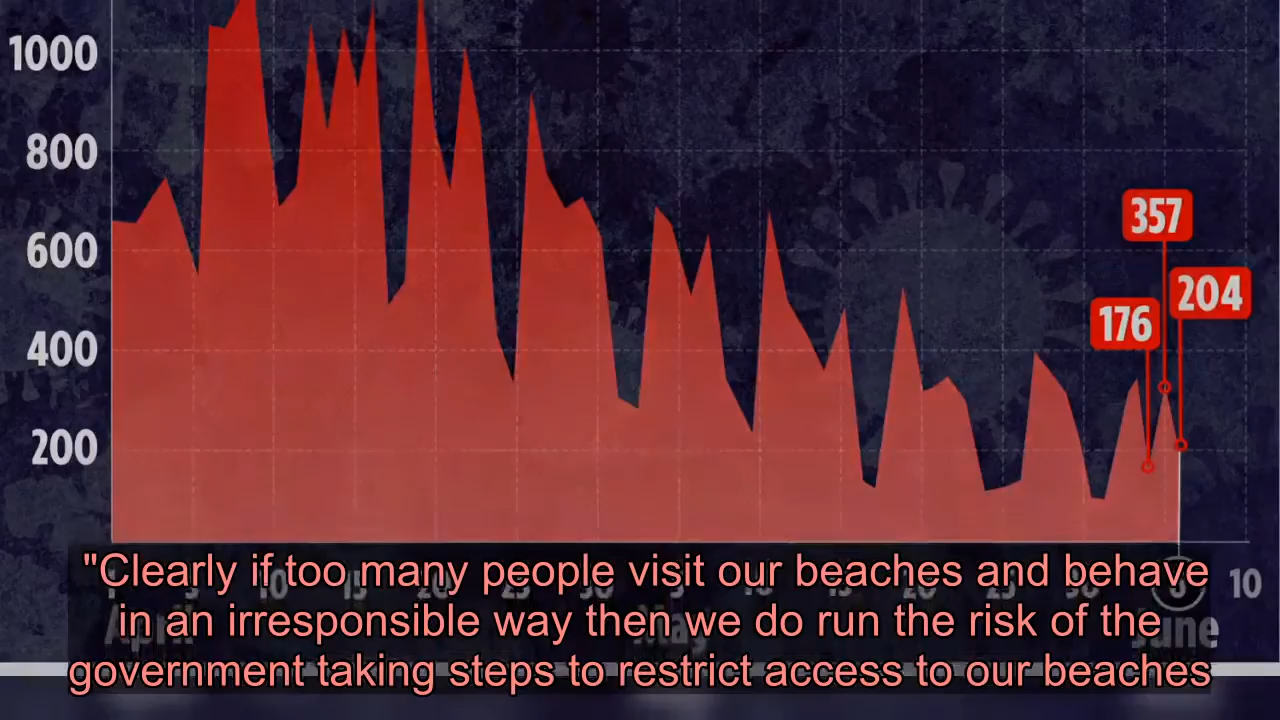 1000
800
600
400
200
357
204
176
10
April
June
"Clearly if too many people visit our beaches and behave
in an irresponsible way then we do run the risk of the
government taking steps to restrict access to our beaches